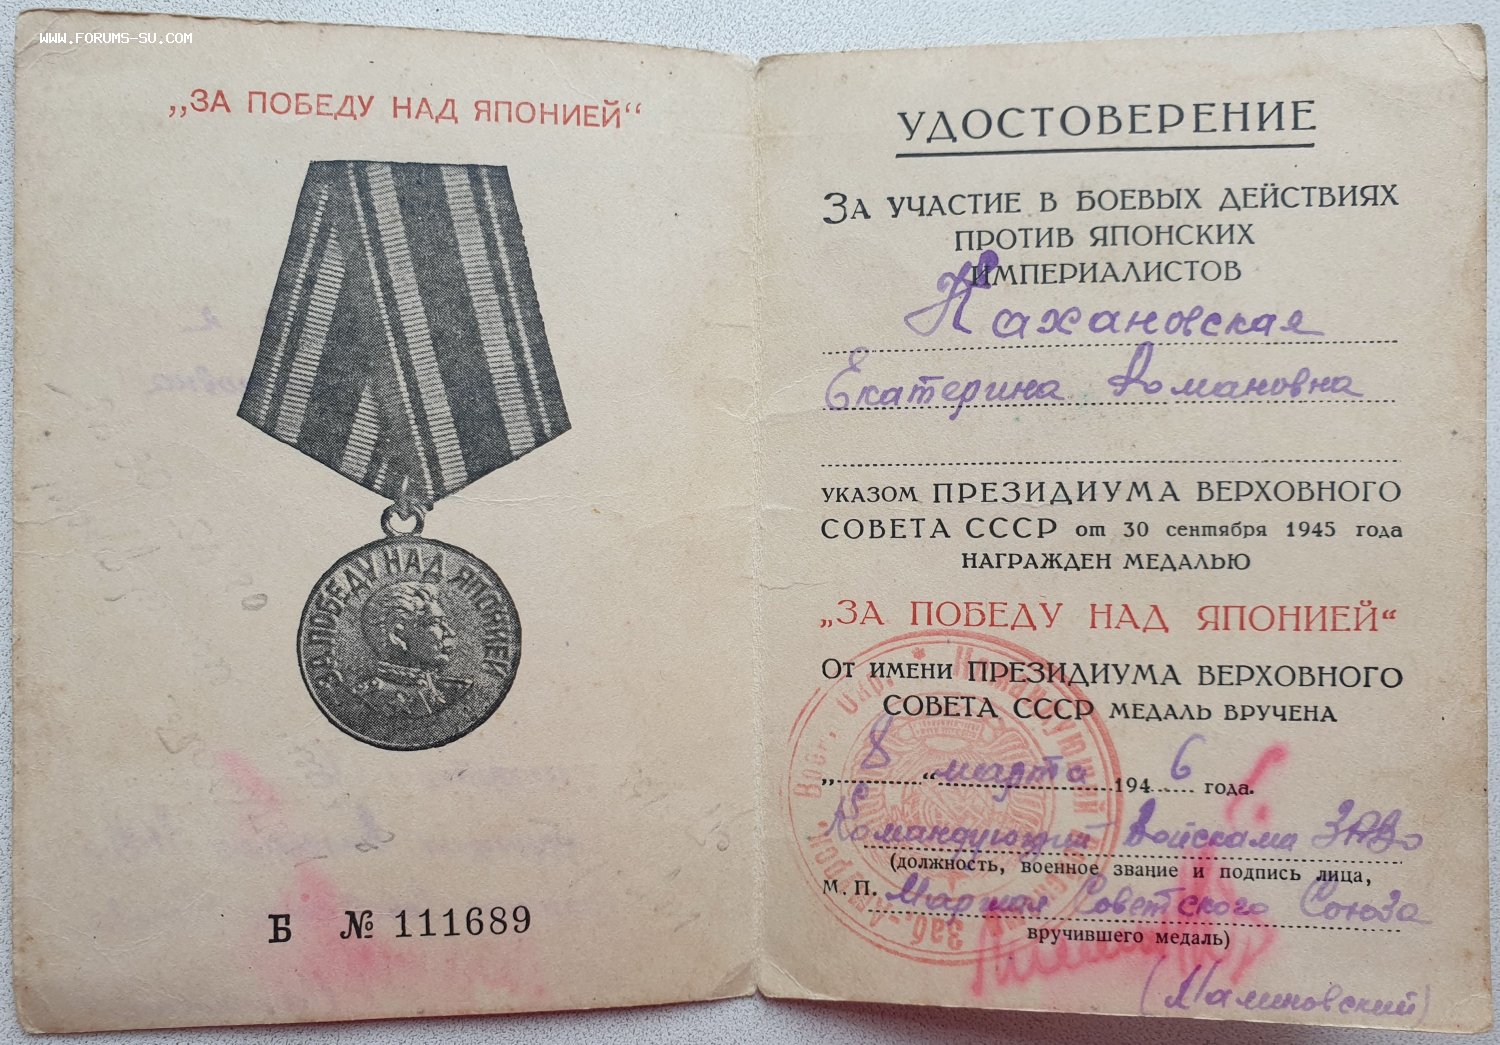 www.FORUMS-SU.COM
„ЗА ПОБЕДУ НАД ЯПОНИЕЙ“
ЗА ПОБЕДУ НАД ЯПОНИЕЙ
Б № 111689
УДОСТОВЕРЕНИЕ
ЗА УЧАСТИЕ В БОЕВЫХ ДЕЙСТВИЯХ
ПРОТИВ ЯПОНСКИХ
ИМПЕРИАЛИСТОВ
Кахановская
Екатерина Романовна
УКАЗОМ ПРЕЗИДИУМА ВЕРХОВНОГО
СОВЕТА СССР от 30 сентября 1945 года
НАГРАЖДЕН МЕДАЛЬЮ
„ЗА ПОБЕДУ НАД ЯПОНИЕЙ“
ОТ ИМЕНИ ПРЕЗИДИУМА ВЕРХОВНОГО
СОВЕТА СССР МЕДАЛЬ ВРУЧЕНА
„8“ марта 1946 года.
Командующий Войсками
(должность, военное звание и подпись лица,
М. П. Маршал Советского Союза
вручившего медаль)
(Малиновский)
Командующий Заб.-Амурск.